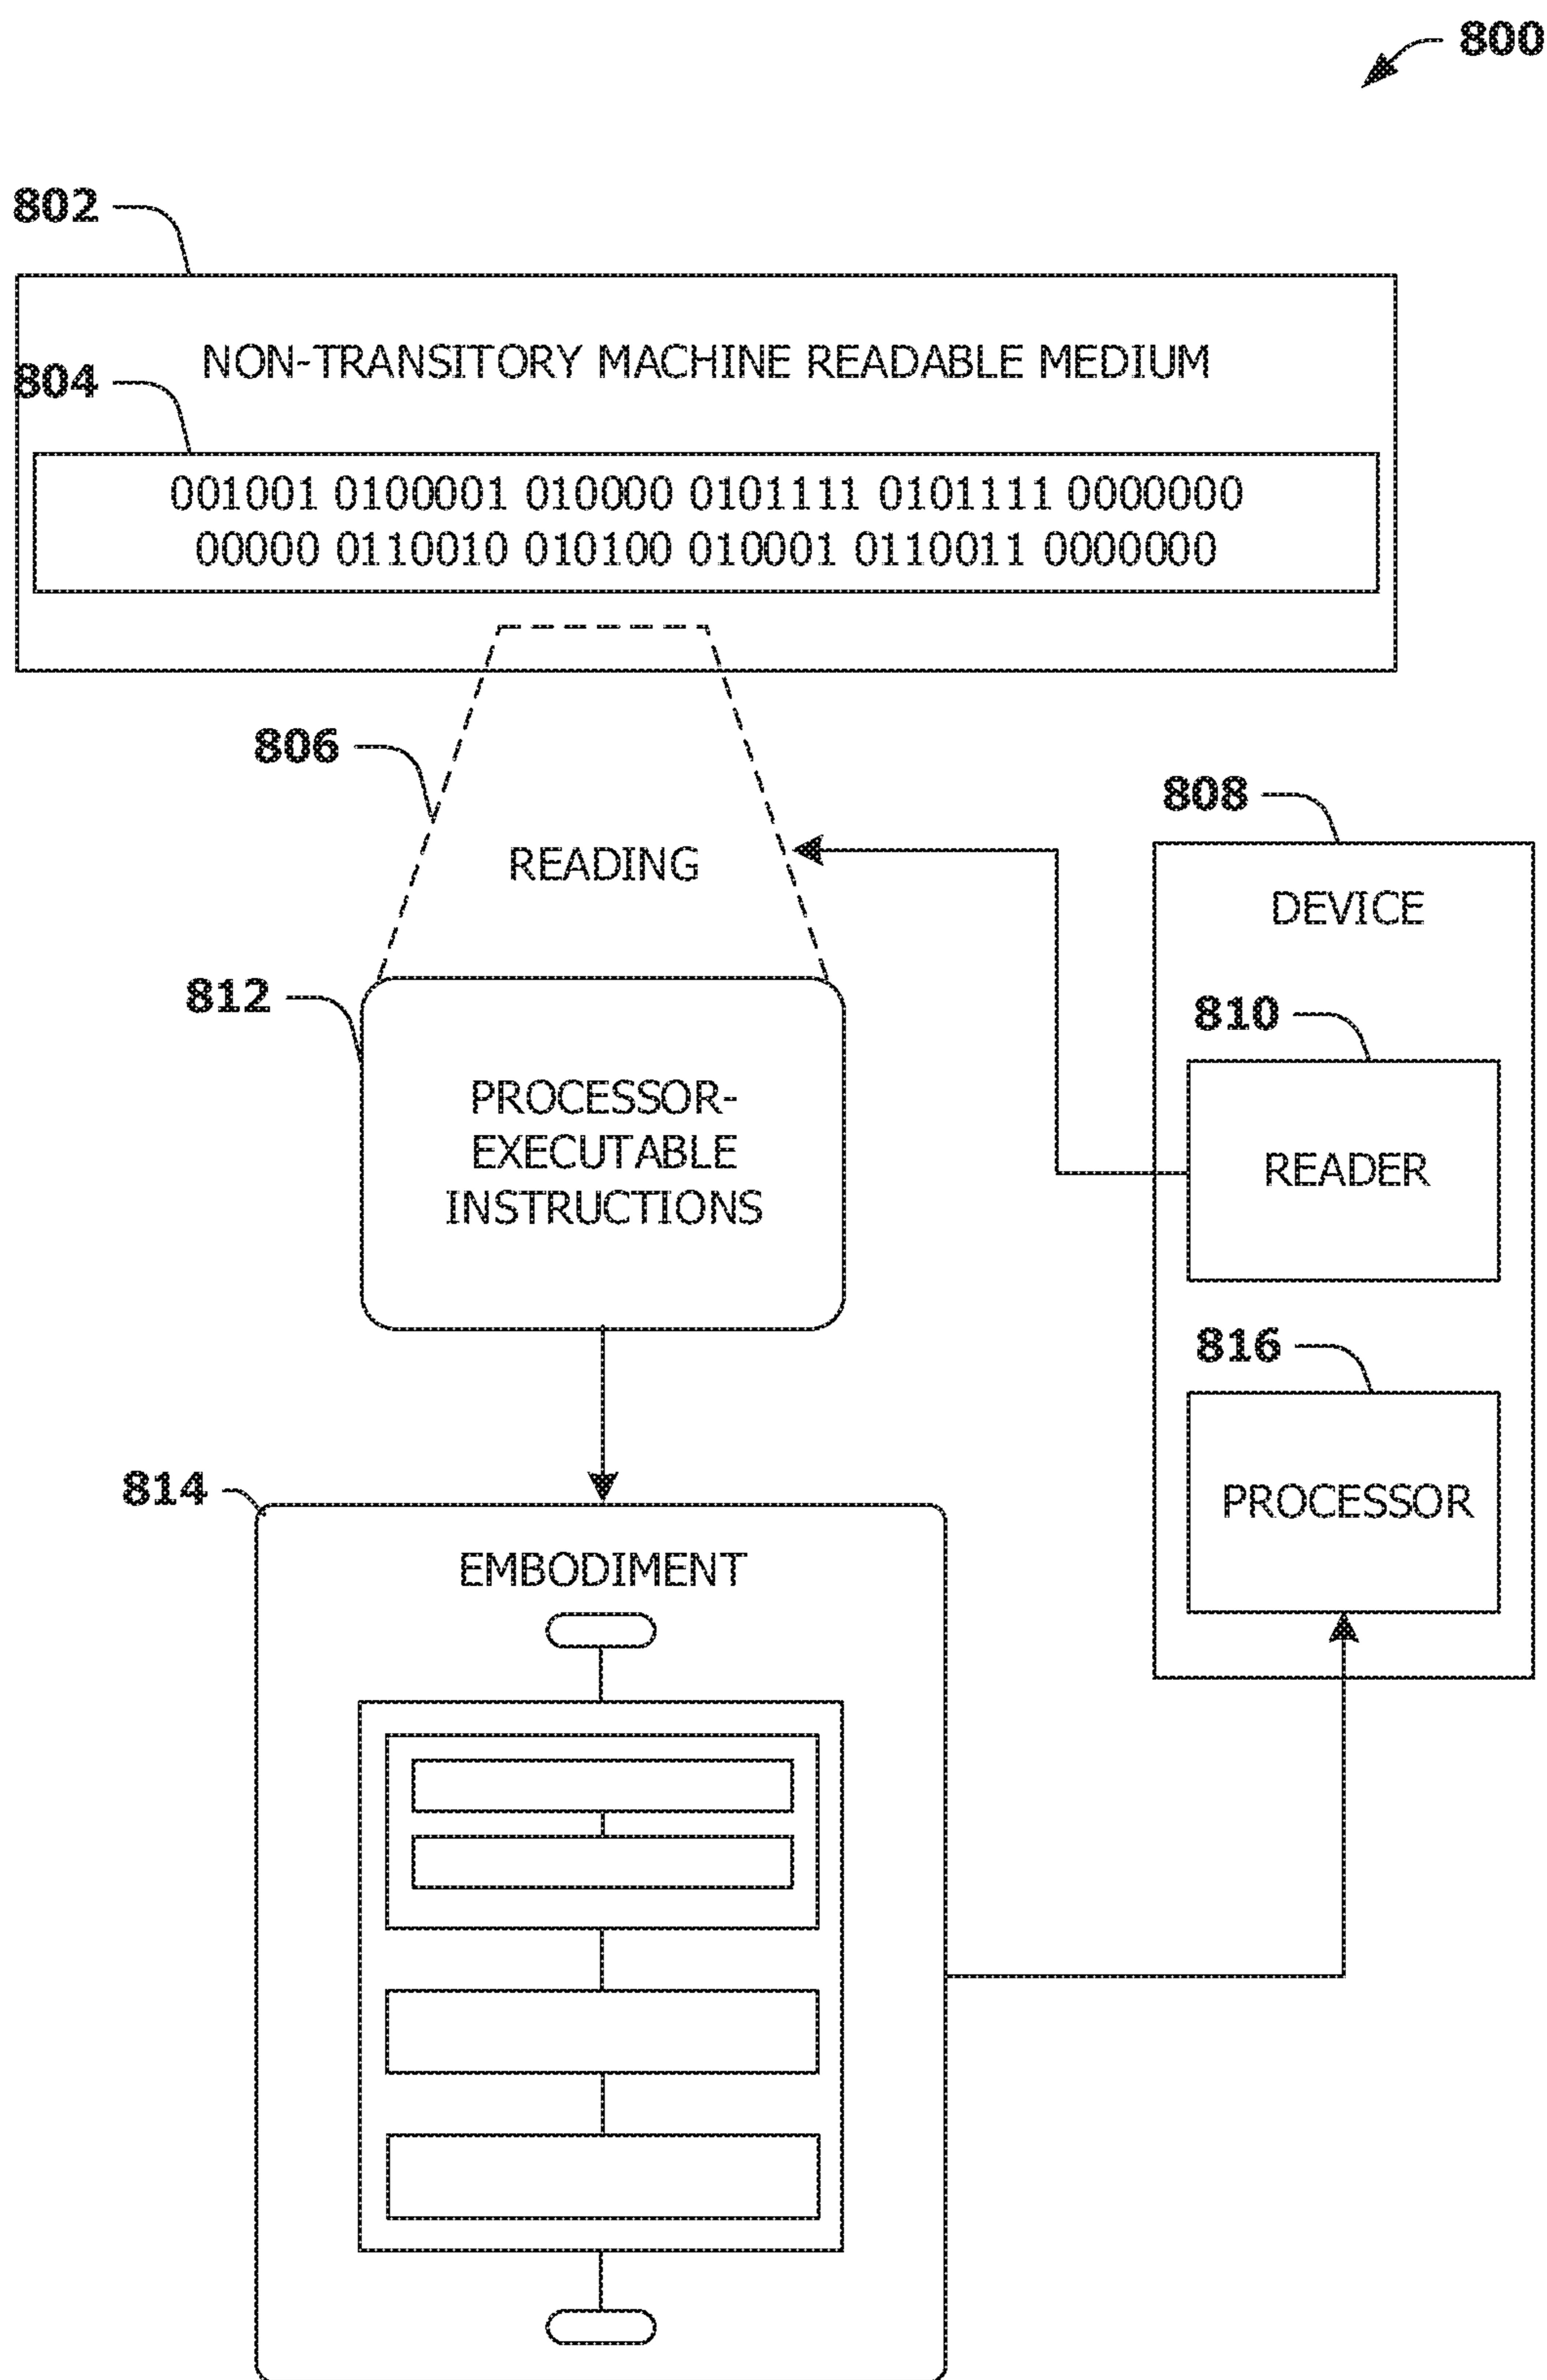 800
802
NON-TRANSITORY MACHINE READABLE MEDIUM
804
001001 0100001 010000 0101111 0101111 0000000
00000 0110010 010100 010001 0110011 0000000
806
READING
808
DEVICE
810
READER
812
PROCESSOR-
EXECUTABLE
INSTRUCTIONS
816
PROCESSOR
814
EMBODIMENT